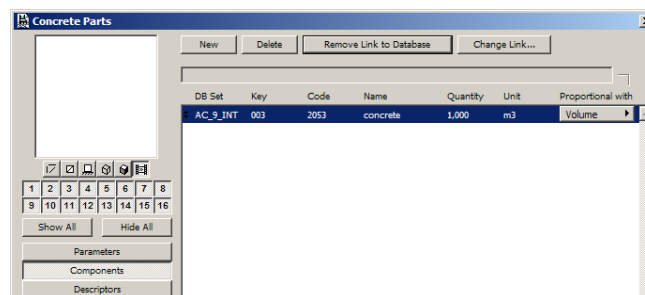 Concrete Parts
New Delete Remove Link to Database Change Link...
DB Set Key Code Name Quantity Unit Proportional with
AC_9_INT 003 2053 concrete 1,000 m3 Volume
1 2 3 4 5 6 7 8
9 10 11 12 13 14 15 16
Show All Hide All
Parameters
Components
Descriptors